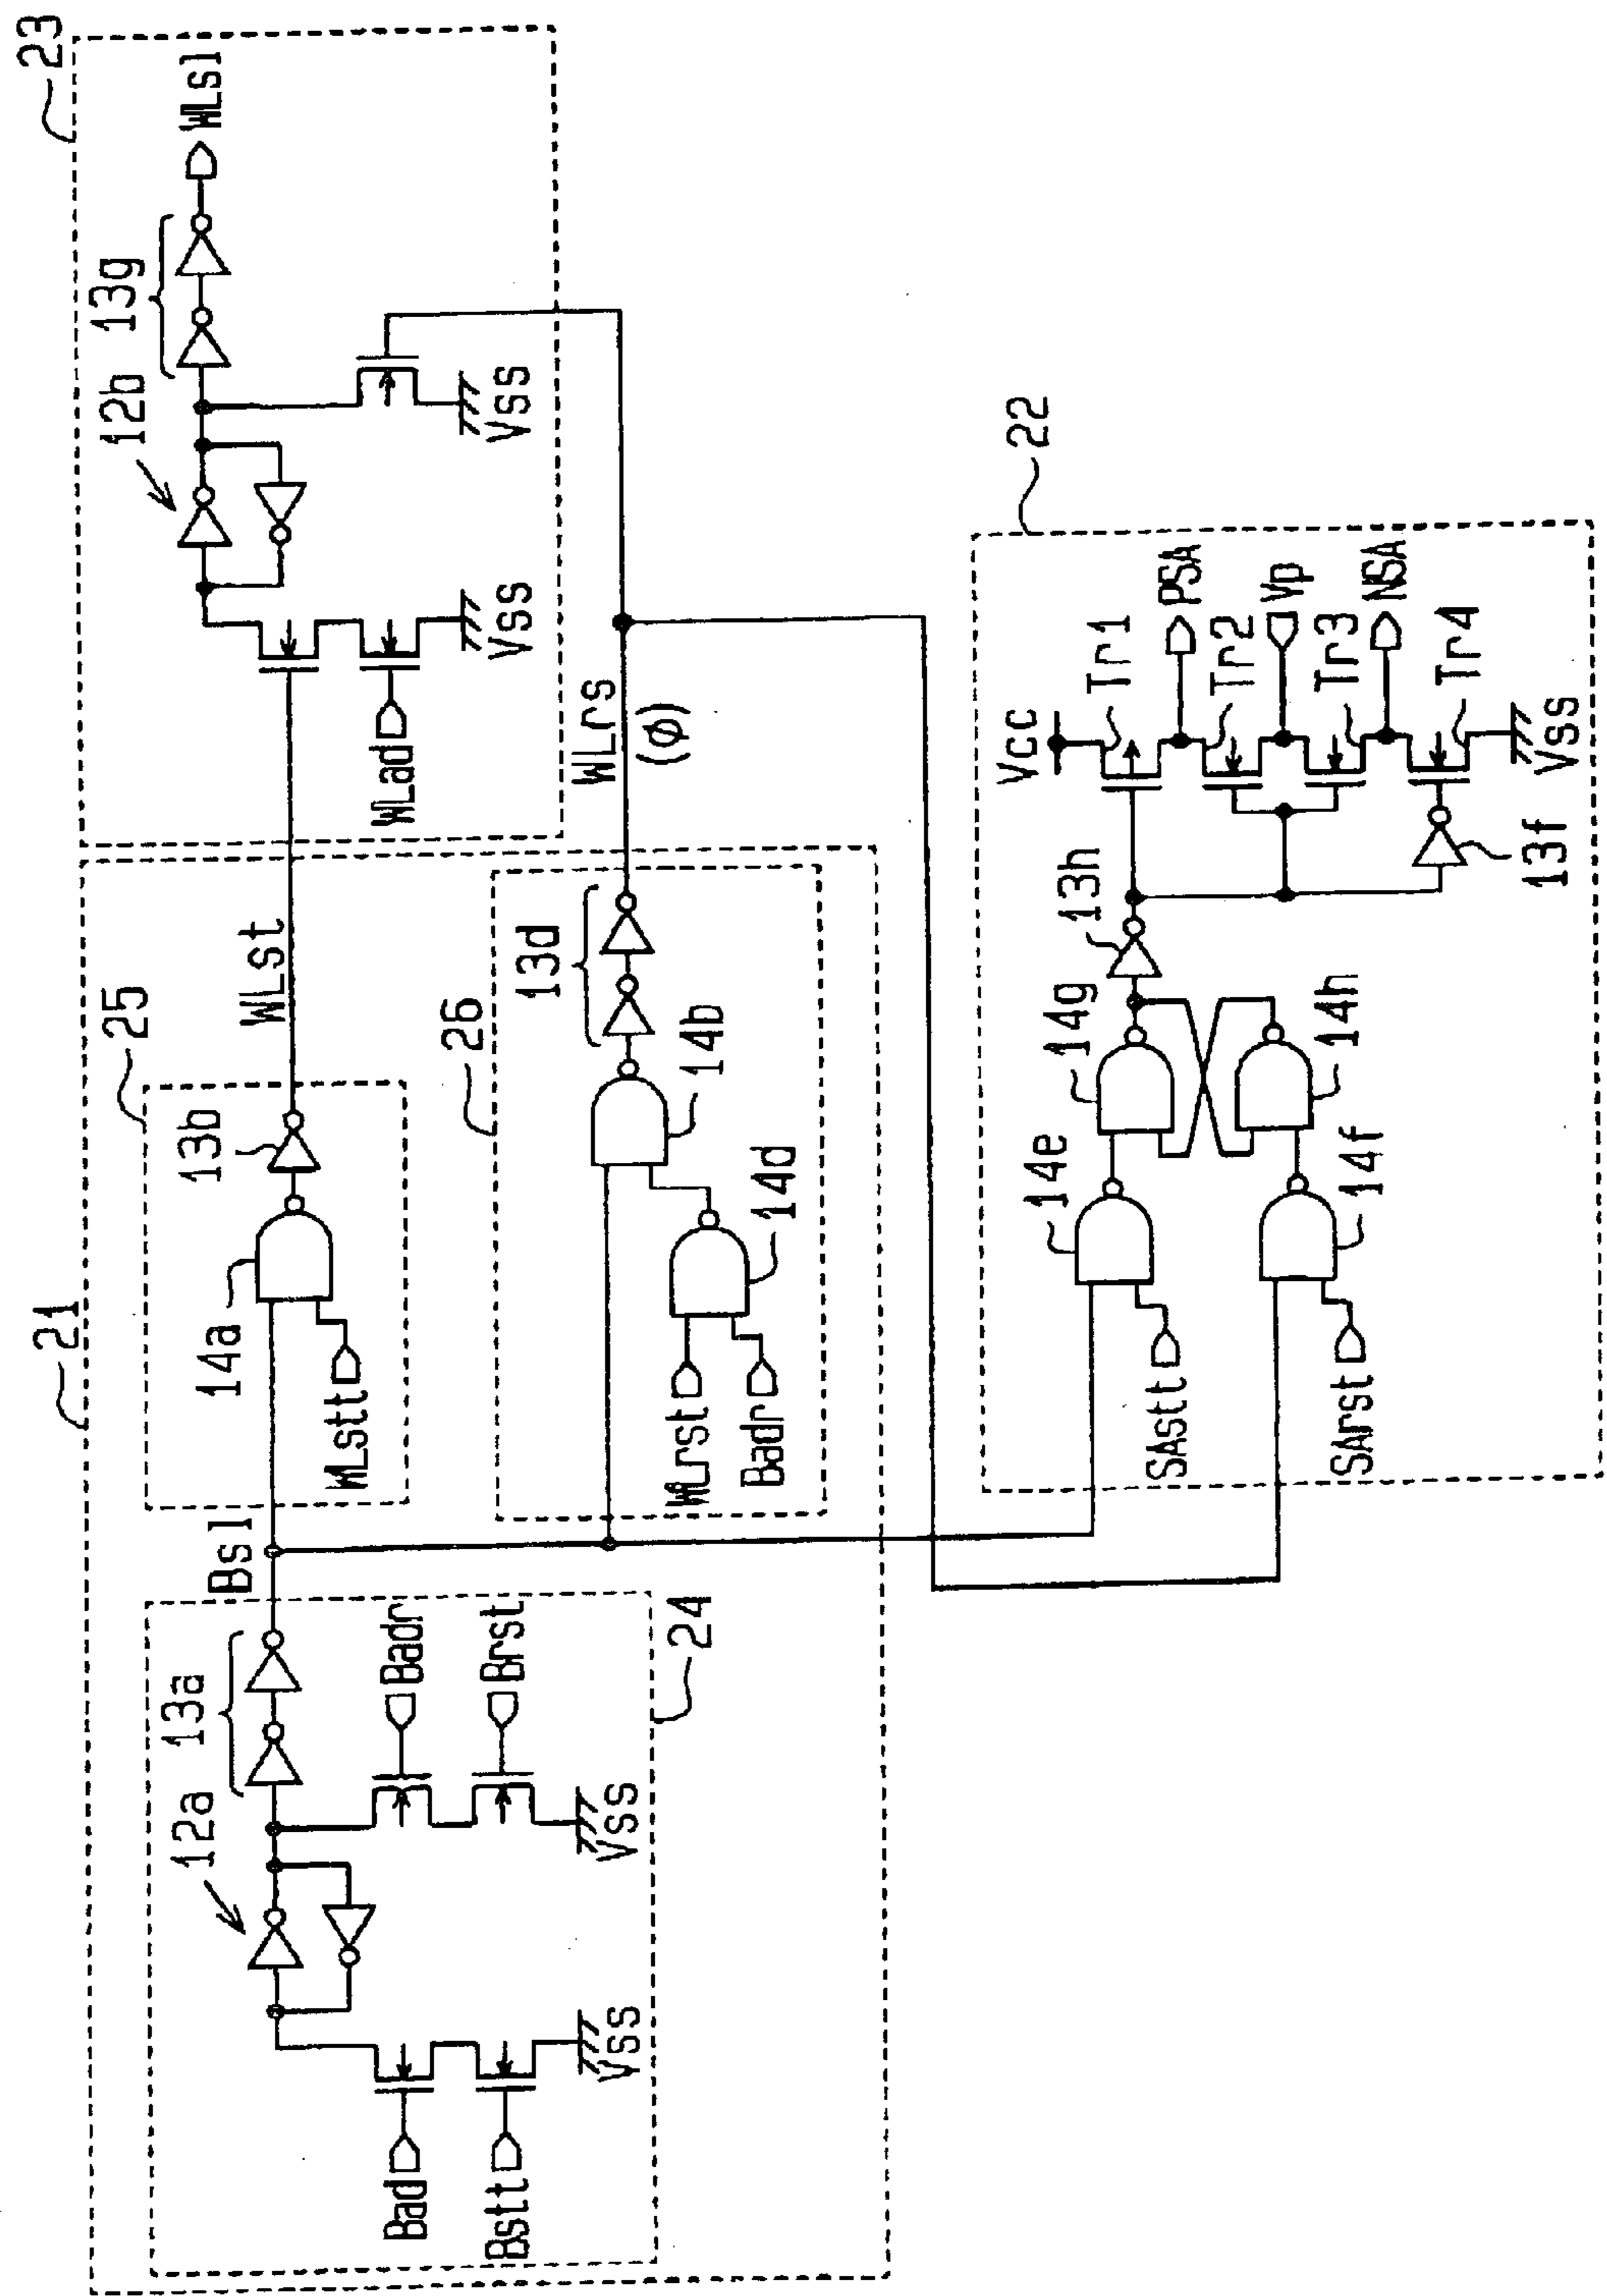 21
24
12a
13a
Bad
Bstt
Vss
Badr
Brst
Vss
Bsl
25
14a
13b
WLstt
WLst
26
13d
14b
14d
WLrst
Badr
WLrs
(φ)
23
12b
13g
WLsl
WLad
Vss
Vss
22
14e
14g
14f
14h
SAstt
SArst
13h
13f
Vcc
Tr1
PSA
Tr2
Vp
Tr3
NSA
Tr4
Vss